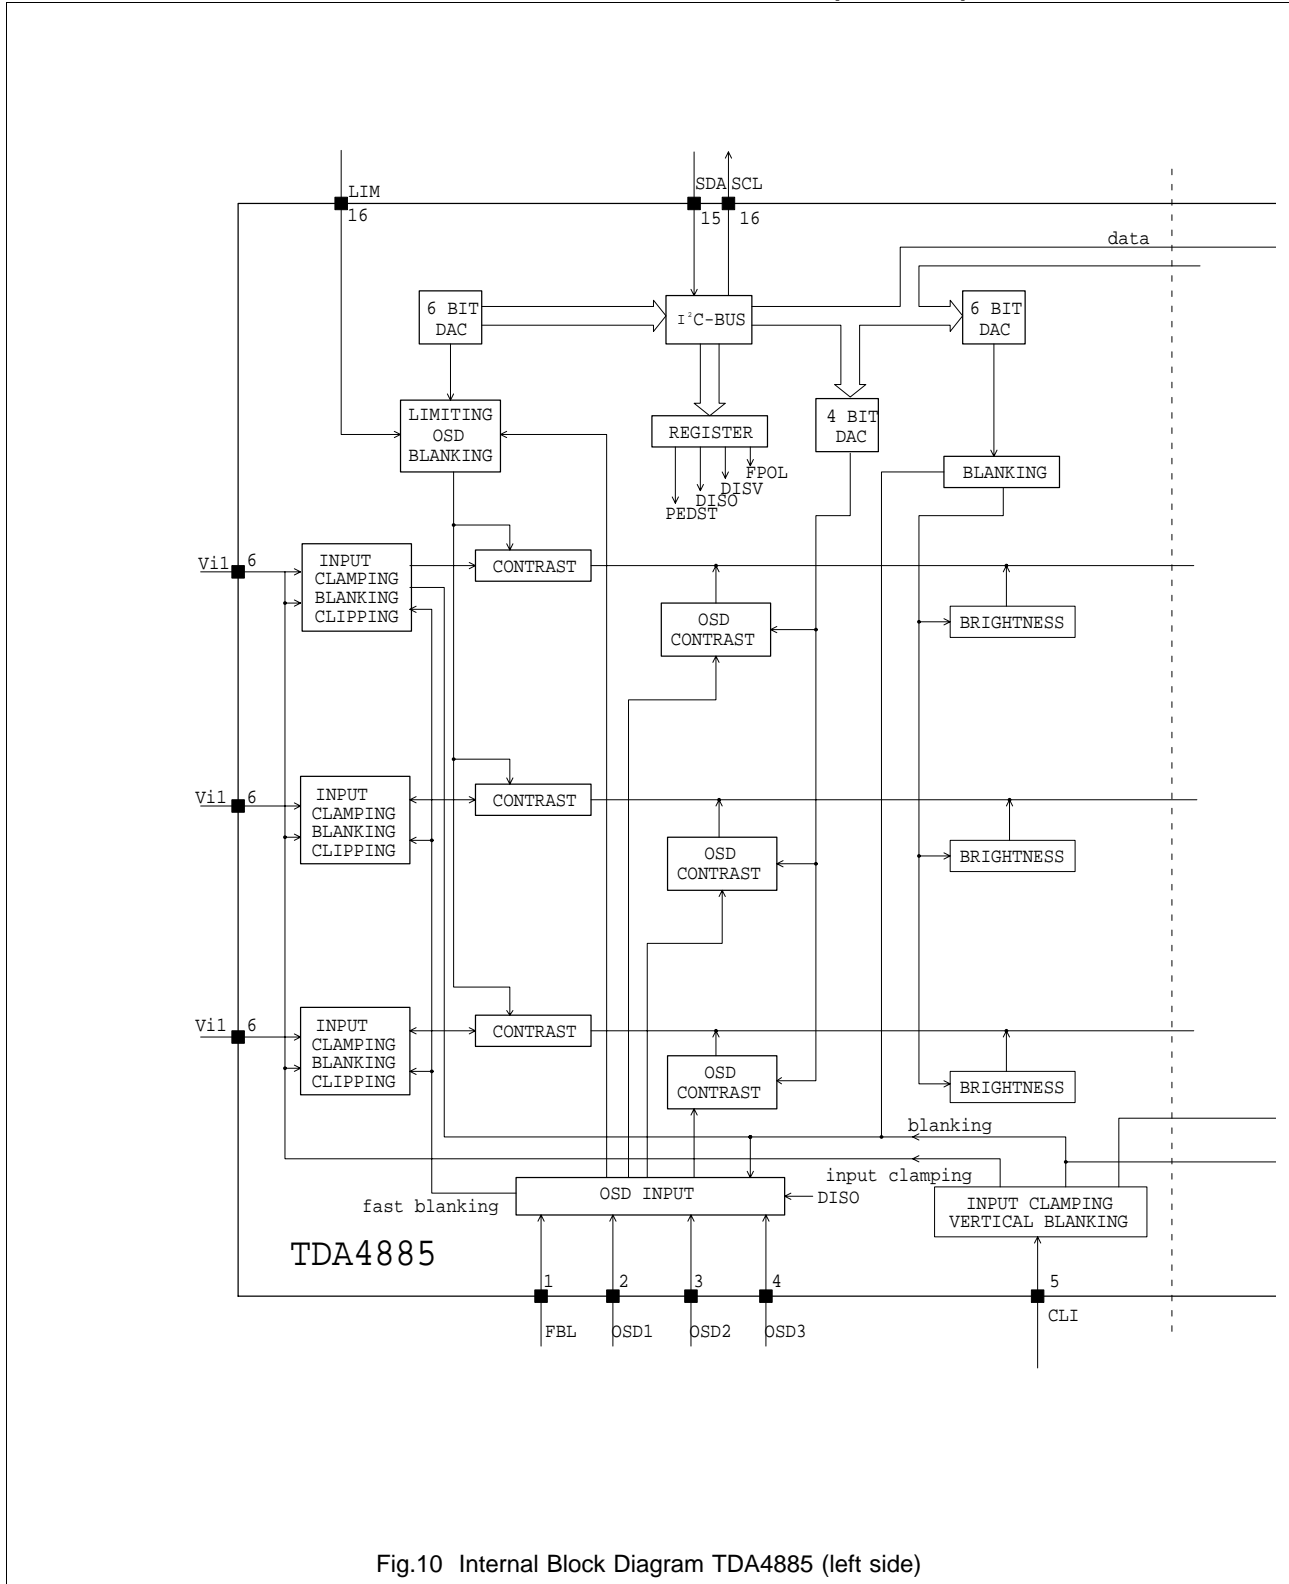 LIM
16
SDA SCL
15 16
data
6 BIT
DAC
I²C-BUS
6 BIT
DAC
LIMITING
OSD
BLANKING
REGISTER
4 BIT
DAC
FPOL
DISV
DISO
PEDST
BLANKING
Vi1 6
INPUT
CLAMPING
BLANKING
CLIPPING
CONTRAST
OSD
CONTRAST
BRIGHTNESS
Vi1 6
INPUT
CLAMPING
BLANKING
CLIPPING
CONTRAST
OSD
CONTRAST
BRIGHTNESS
Vi1 6
INPUT
CLAMPING
BLANKING
CLIPPING
CONTRAST
OSD
CONTRAST
BRIGHTNESS
blanking
input clamping
fast blanking
OSD INPUT
DISO
INPUT CLAMPING
VERTICAL BLANKING
TDA4885
1 2 3 4 5
FBL OSD1 OSD2 OSD3 CLI
Fig.10 Internal Block Diagram TDA4885 (left side)